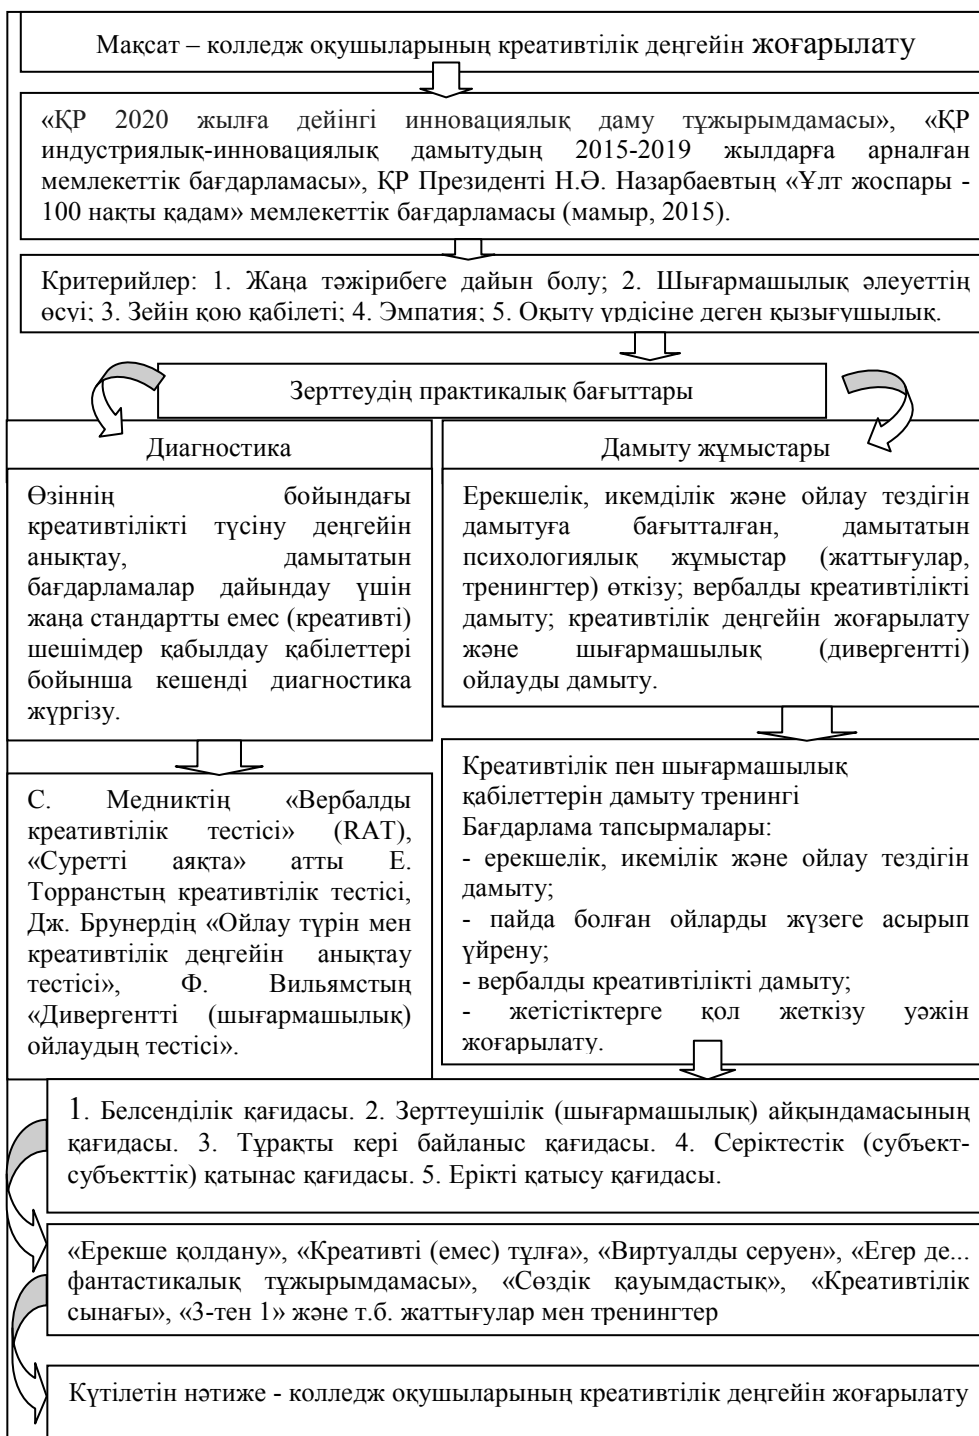 Мақсат – колледж оқушыларының креативтілік деңгейін жоғарылату
«ҚР 2020 жылға дейінгі инновациялық даму тұжырымдамасы», «ҚР
индустриялық-инновациялық дамытудың 2015-2019 жылдарға арналған
мемлекеттік бағдарламасы», ҚР Президенті Н.Ә. Назарбаевтың «Ұлт жоспары -
100 нақты қадам» мемлекеттік бағдарламасы (мамыр, 2015).
Критерийлер: 1. Жаңа тәжірибеге дайын болу; 2. Шығармашылық әлеуеттің
өсуі; 3. Зейін қою қабілеті; 4. Эмпатия; 5. Оқыту үрдісіне деген қызығушылық.
Зерттеудің практикалық бағыттары
Диагностика
Өзіннің бойындағы
креативтілікті түсіну деңгейін
анықтау, дамытатын
бағдарламалар дайындау үшін
жаңа стандартты емес (креативті)
шешімдер қабылдау қабілеттері
бойынша кешенді диагностика
жүргізу.
С. Медниктің «Вербалды
креативтілік тестісі» (RAT),
«Суретті аяқта» атты Е.
Торранстың креативтілік тестісі,
Дж. Брунердің «Ойлау түрін мен
креативтілік деңгейін анықтау
тестісі», Ф. Вильямстың
«Дивергентті (шығармашылық)
ойлаудың тестісі».
Дамыту жұмыстары
Ерекшелік, икемділік және ойлау тездігін
дамытуға бағытталған, дамытатын
психологиялық жұмыстар (жаттығулар,
тренингтер) өткізу; вербалды креативтілікті
дамыту; креативтілік деңгейін жоғарылату
және шығармашылық (дивергентті)
ойлауды дамыту.
Креативтілік пен шығармашылық
қабілеттерін дамыту тренингі
Бағдарлама тапсырмалары:
- ерекшелік, икемілік және ойлау тездігін
дамыту;
- пайда болған ойларды жүзеге асырып
үйрену;
- вербалды креативтілікті дамыту;
- жетістіктерге қол жеткізу уәжін
жоғарылату.
1. Белсенділік қағидасы. 2. Зерттеушілік (шығармашылық) айқындамасының
қағидасы. 3. Тұрақты кері байланыс қағидасы. 4. Серіктестік (субъект-
субъекттік) қатынас қағидасы. 5. Ерікті қатысу қағидасы.
«Ерекше қолдану», «Креативті (емес) тұлға», «Виртуалды серуен», «Егер де...
фантастикалық тұжырымдамасы», «Сөздік қауымдастық», «Креативтілік
сынағы», «3-тен 1» және т.б. жаттығулар мен тренингтер
Күтілетін нәтиже - колледж оқушыларының креативтілік деңгейін жоғарылату